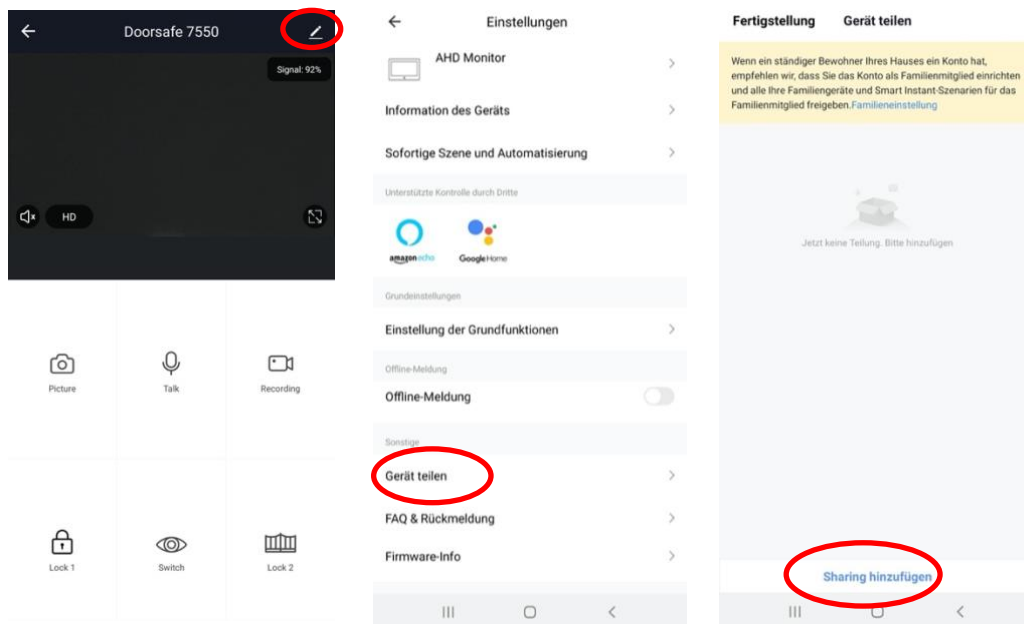 Doorsafe 7550
Signal: 92%
HD
Picture
Talk
Recording
Lock 1
Switch
Lock 2
Einstellungen
AHD Monitor
Information des Geräts
Sofortige Szene und Automatisierung
Unterstützte Kontrolle durch Dritte
amazon echo
Google Home
Grundeinstellungen
Einstellung der Grundfunktionen
Offline-Meldung
Offline-Meldung
Sonstige
Gerät teilen
FAQ & Rückmeldung
Firmware-Info
Fertigstellung Gerät teilen
Wenn ein ständiger Bewohner Ihres Hauses ein Konto hat,
empfehlen wir, dass Sie das Konto als Familienmitglied einrichten
und alle Ihre Familiengeräte und Smart Instant-Szenarien für das
Familienmitglied freigeben.Familieneinstellung
Jetzt keine Teilung. Bitte hinzufügen
Sharing hinzufügen